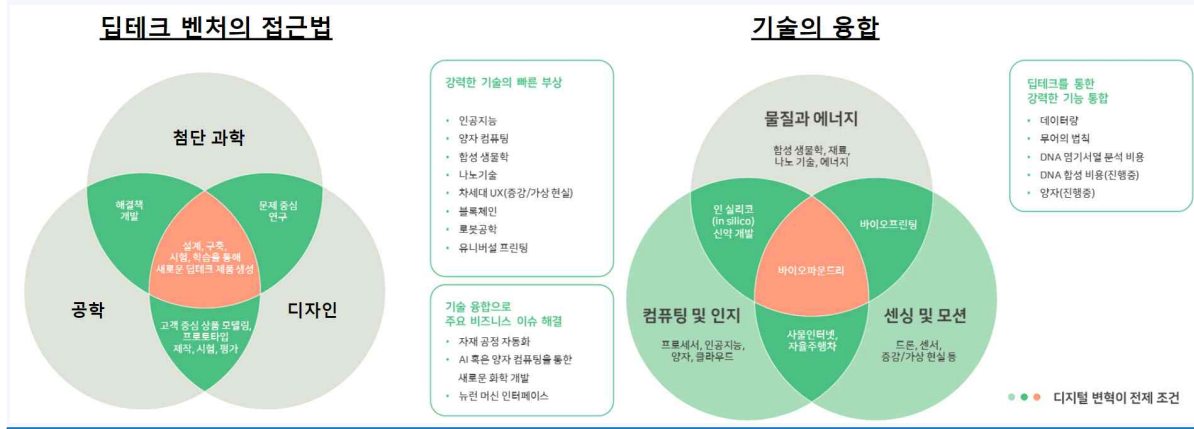 딥테크 벤처의 접근법
첨단 과학
해결책
개발
문제 중심
연구
설계, 구축,
시험, 학습을 통해
새로운 딥테크 제품 생성
공학
디자인
고객 중심 상품 모델링,
프로토타입
제작, 시험, 평가
강력한 기술의 빠른 부상
• 인공지능
• 양자 컴퓨팅
• 합성 생물학
• 나노기술
• 차세대 UX(증강/가상 현실)
• 블록체인
• 로봇공학
• 유니버설 프린팅
기술 융합으로
주요 비즈니스 이슈 해결
• 자재 공정 자동화
• AI 혹은 양자 컴퓨팅을 통한
새로운 화학 개발
• 뉴런 머신 인터페이스
기술의 융합
물질과 에너지
합성 생물학, 재료,
나노 기술, 에너지
인 실리코
(in silico)
신약 개발
바이오프린팅
바이오파운드리
컴퓨팅 및 인지
프로세서, 인공지능,
양자, 클라우드
사물인터넷,
자율주행차
센싱 및 모션
드론, 센서,
증강/가상 현실 등
딥테크를 통한
강력한 기능 통합
• 데이터량
• 무어의 법칙
• DNA 염기서열 분석 비용
• DNA 합성 비용(진행중)
• 양자(진행중)
디지털 변혁이 전제 조건